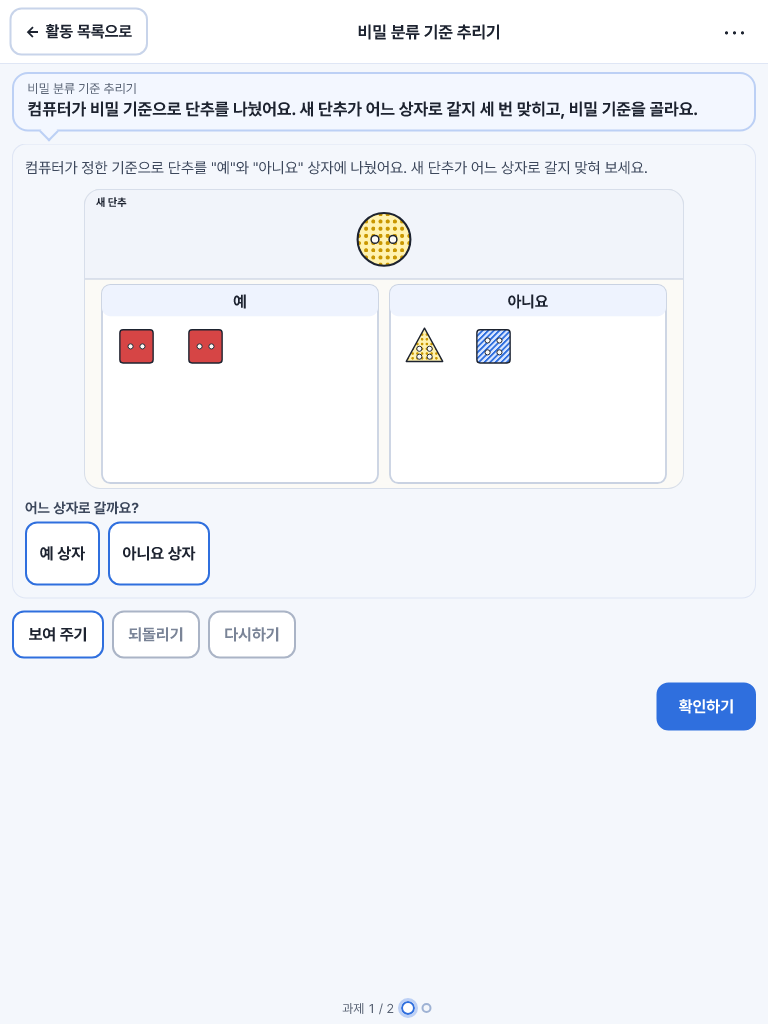 ← 활동 목록으로
비밀 분류 기준 추리기
비밀 분류 기준 추리기
컴퓨터가 비밀 기준으로 단추를 나눴어요. 새 단추가 어느 상자로 갈지 세 번 맞히고, 비밀 기준을 골라요.
컴퓨터가 정한 기준으로 단추를 "예"와 "아니요" 상자에 나눴어요. 새 단추가 어느 상자로 갈지 맞혀 보세요.
새 단추
예
아니요
어느 상자로 갈까요?
예 상자
아니요 상자
보여 주기
되돌리기
다시하기
확인하기
과제 1 / 2